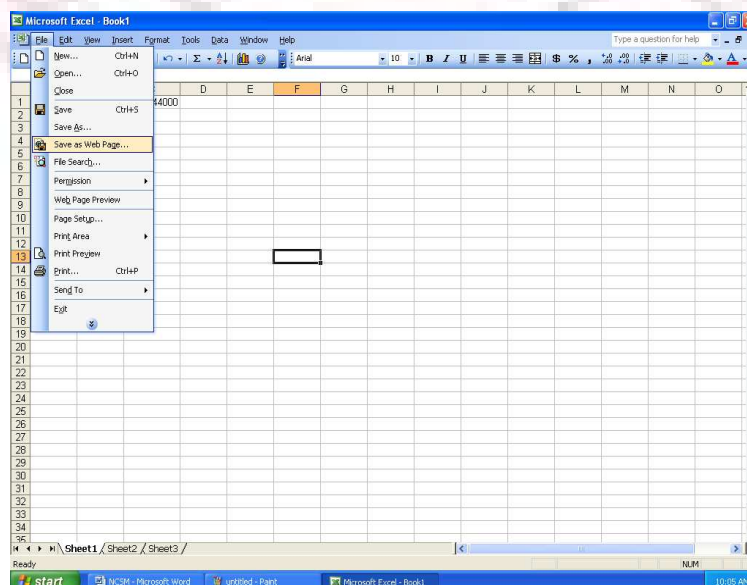 Microsoft Excel - Book1
File Edit View Insert Format Tools Data Window Help Type a question for help
Arial 10 B I U $ % ,
New... Ctrl+N
Open... Ctrl+O
Close
Save Ctrl+S
Save As...
Save as Web Page...
File Search...
Permission
Web Page Preview
Page Setup...
Print Area
Print Preview
Print... Ctrl+P
Send To
Exit
D E F G H I J K L M N O
1 44000
2
3
4
5
6
7
8
9
10
11
12
13
14
15
16
17
18
19
20
21
22
23
24
25
26
27
28
29
30
31
32
33
34
35
Sheet1 / Sheet2 / Sheet3 /
Ready NUM
start NCSM - Microsoft Word untitled - Paint Microsoft Excel - Book1 10:05 AM